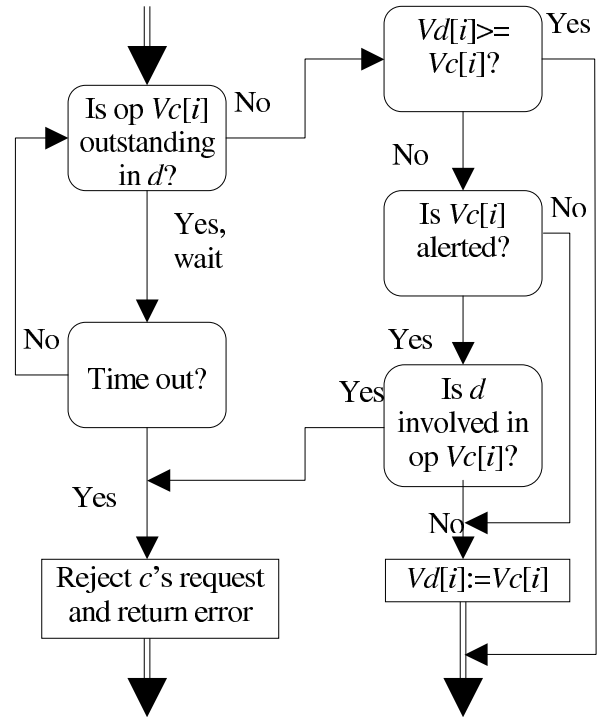 Is op Vc[i]
outstanding
in d?
No
Yes,
wait
No
Time out?
Yes
Reject c's request
and return error
Vd[i]>=
Vc[i]?
Yes
No
Is Vc[i]
alerted?
No
Yes
Yes
Is d
involved in
op Vc[i]?
No
Vd[i]:=Vc[i]